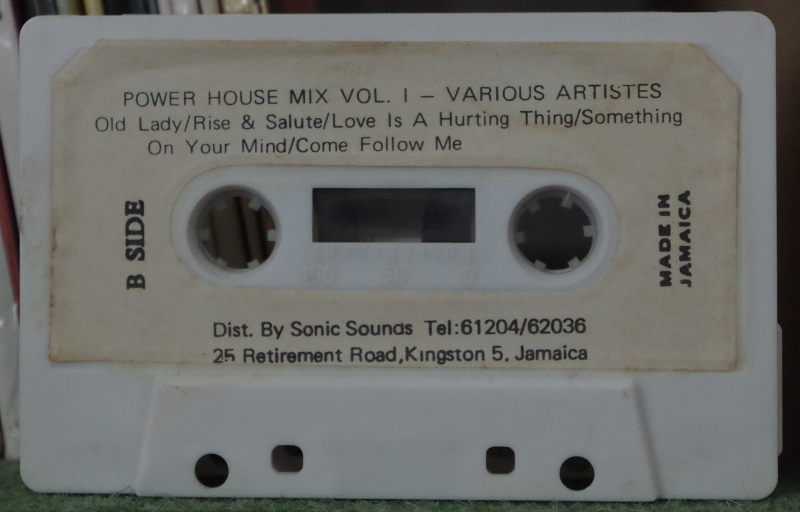 POWER HOUSE MIX VOL. I – VARIOUS ARTISTES
Old Lady/Rise & Salute/Love Is A Hurting Thing/Something
On Your Mind/Come Follow Me
B SIDE
MADE IN
JAMAICA
100 50 0
Dist. By Sonic Sounds Tel:61204/62036
25 Retirement Road,Kingston 5, Jamaica